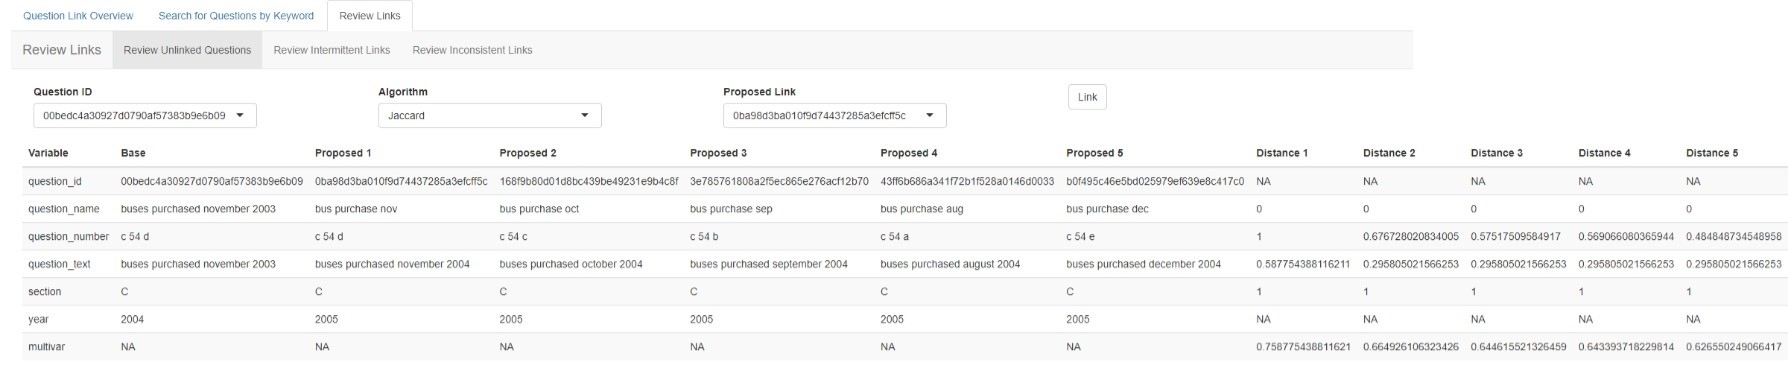 Question Link Overview Search for Questions by Keyword Review Links
Review Links Review Unlinked Questions Review Intermittent Links Review Inconsistent Links
Question ID Algorithm Proposed Link
00bedc4a30927d0790af57383b9e6b09 Jaccard 0ba98d3ba010f9d74437285a3efcff5c Link
Variable Base Proposed 1 Proposed 2 Proposed 3 Proposed 4 Proposed 5 Distance 1 Distance 2 Distance 3 Distance 4 Distance 5
question_id 00bedc4a30927d0790af57383b9e6b09 0ba98d3ba010f9d74437285a3efcff5c 168f9b80d01d8bc439be49231e9b4c8f 3e785761808a2f5ec865e276acf12b70 43ff6b686a341f72b1f528a0146d0033 b0f495c46e5bd025979ef639e8c417c0 NA NA NA NA NA
question_name buses purchased november 2003 bus purchase nov bus purchase oct bus purchase sep bus purchase aug bus purchase dec 0 0 0 0 0
question_number c 54 d c 54 d c 54 c c 54 b c 54 a c 54 e 1 0.676728020834005 0.57517509584917 0.569066080365944 0.484848734548958
question_text buses purchased november 2003 buses purchased november 2004 buses purchased october 2004 buses purchased september 2004 buses purchased august 2004 buses purchased december 2004 0.587754388116211 0.295805021566253 0.295805021566253 0.295805021566253 0.295805021566253
section C C C C C C 1 1 1 1 1
year 2004 2005 2005 2005 2005 2005 NA NA NA NA NA
multivar NA NA NA NA NA NA 0.758775438811621 0.664926106323426 0.644615521326459 0.643393718229814 0.626550249066417